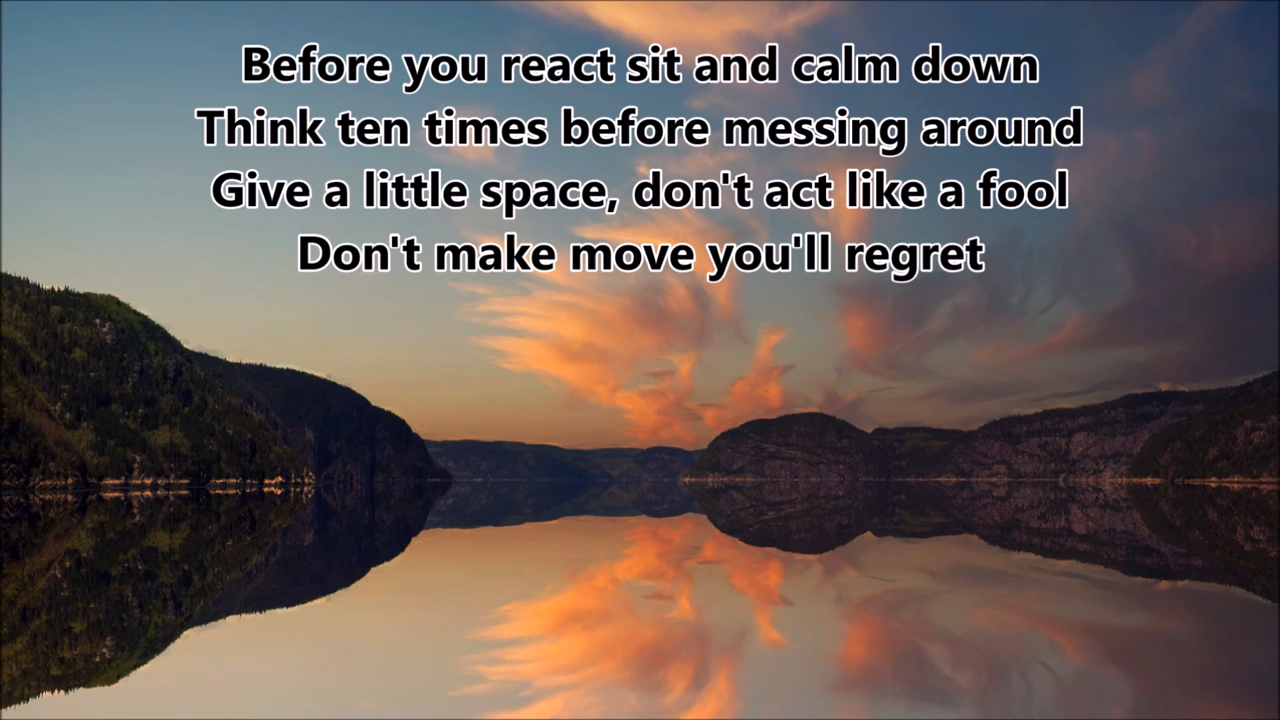 Before you react sit and calm down
Think ten times before messing around
Give a little space, don't act like a fool
Don't make move you'll regret